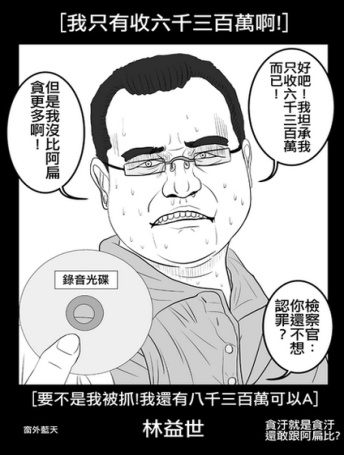 [我只有收六千三百萬啊!]
好吧！我坦承我
只收六千三百萬
而已！
但是我沒比阿扁
貪更多啊！
錄音光碟
檢察官：
你還不想
認罪？
[要不是我被抓!我還有八千三百萬可以A]
窗外藍天
林益世
貪汙就是貪汙
還敢跟阿扁比?